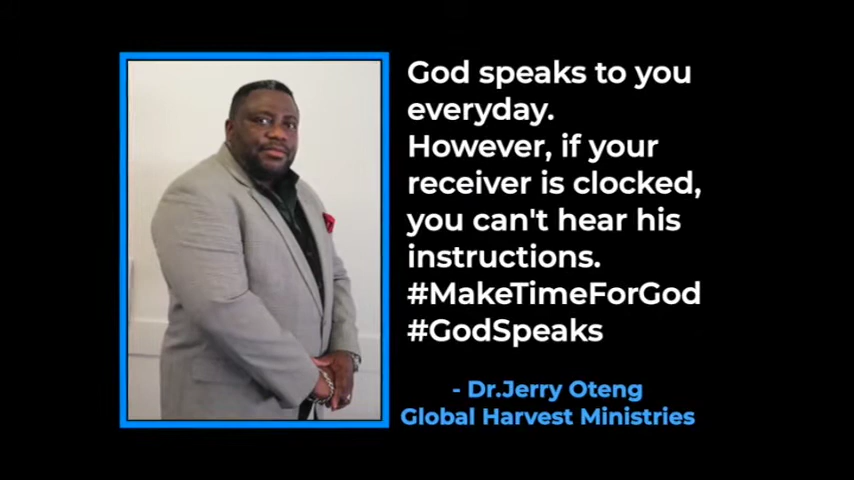 God speaks to you
everyday.
However, if your
receiver is clocked,
you can't hear his
instructions.
#MakeTimeForGod
#GodSpeaks
- Dr.Jerry Oteng
Global Harvest Ministries